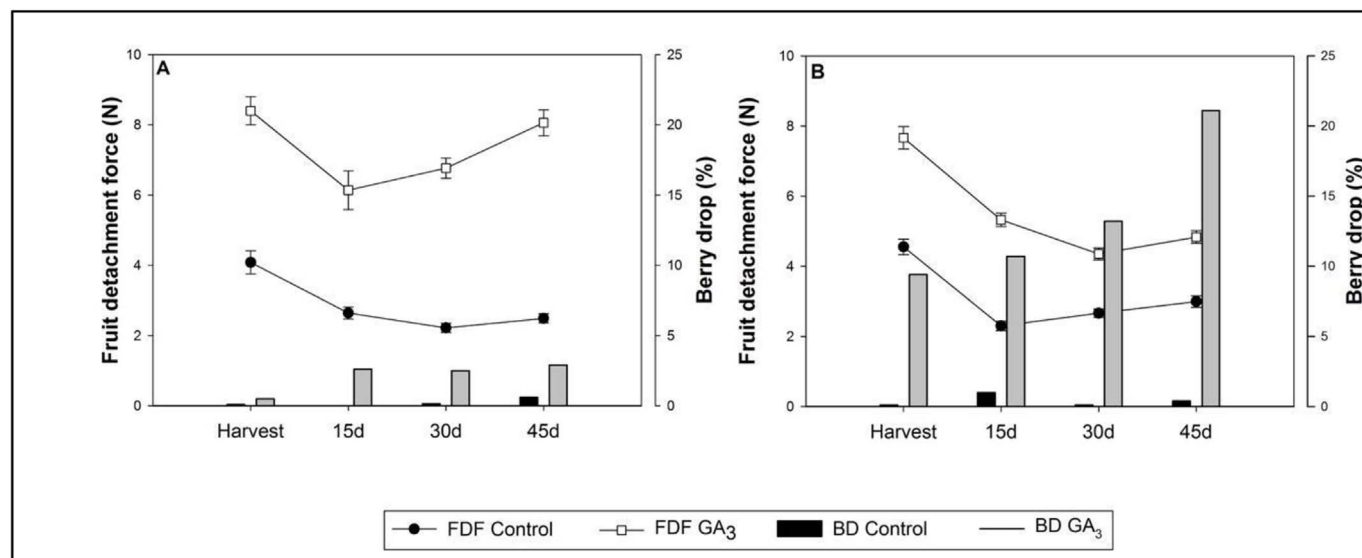 A
Fruit detachment force (N)
10
8
6
4
2
0
25
20
15
10
5
0
Berry drop (%)
Harvest 15d 30d 45d
B
Fruit detachment force (N)
10
8
6
4
2
0
25
20
15
10
5
0
Berry drop (%)
Harvest 15d 30d 45d
FDF Control FDF GA3 BD Control BD GA3